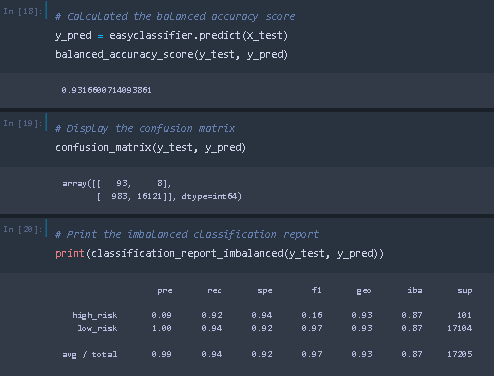 In [18]:
# Calculated the balanced accuracy score
y_pred = easyclassifier.predict(X_test)
balanced_accuracy_score(y_test, y_pred)
0.9316600714093861
In [19]:
# Display the confusion matrix
confusion_matrix(y_test, y_pred)
array([[   93,     8],
       [  983, 16121]], dtype=int64)
In [20]:
# Print the imbalanced classification report
print(classification_report_imbalanced(y_test, y_pred))
pre rec spe f1 geo iba sup
high_risk 0.09 0.92 0.94 0.16 0.93 0.87 101
low_risk 1.00 0.94 0.92 0.97 0.93 0.87 17104
avg / total 0.99 0.94 0.92 0.97 0.93 0.87 17205